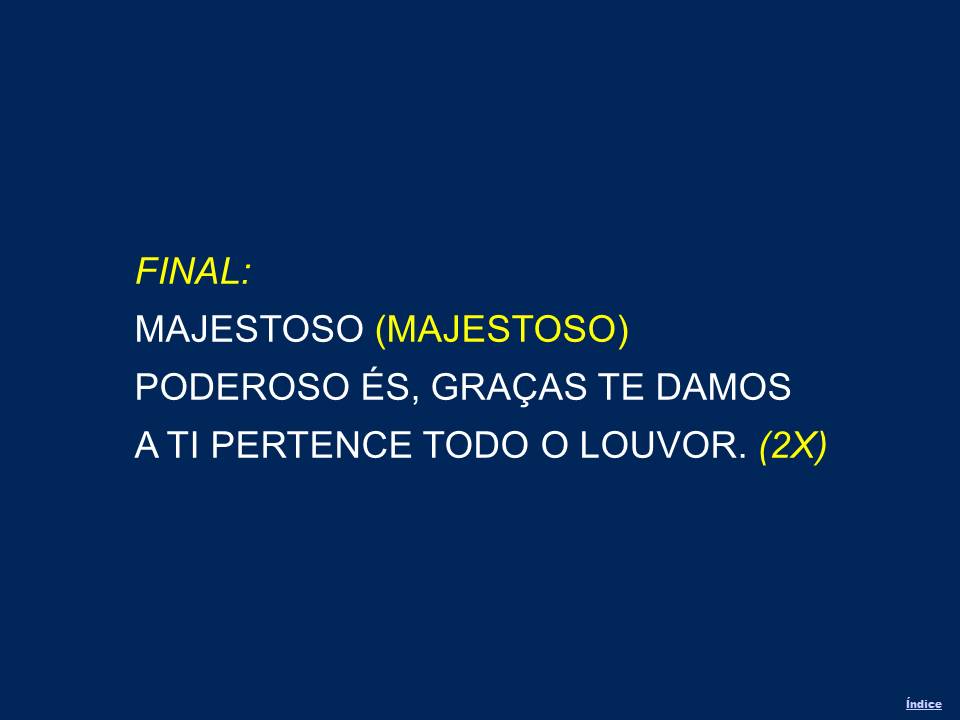 FINAL:
MAJESTOSO (MAJESTOSO)
PODEROSO ÉS, GRAÇAS TE DAMOS
A TI PERTENCE TODO O LOUVOR. (2X)
Índice